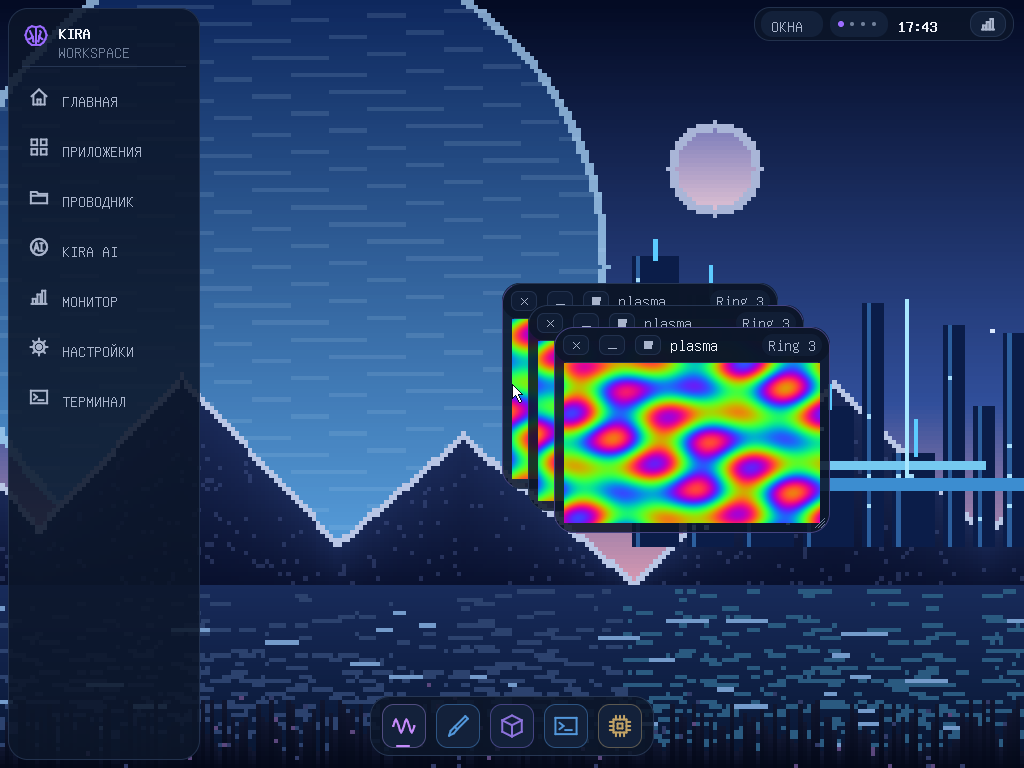 KIRA
WORKSPACE
ГЛАВНАЯ
ПРИЛОЖЕНИЯ
ПРОВОДНИК
KIRA AI
МОНИТОР
НАСТРОЙКИ
ТЕРМИНАЛ
ОКНА
17:43
plasma Ring 3
plasma Ring 3
plasma Ring 3